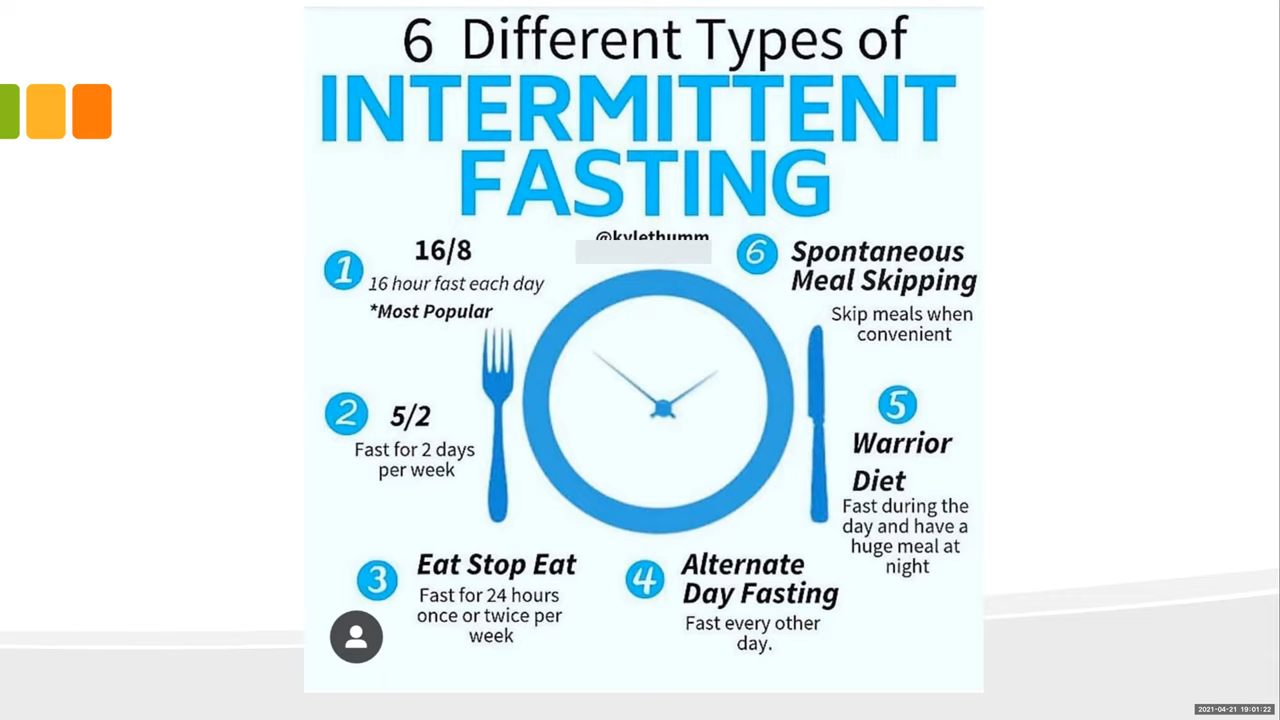 6 Different Types of
INTERMITTENT
FASTING
@kylethumm
1
16/8
16 hour fast each day
*Most Popular
2
5/2
Fast for 2 days
per week
3
Eat Stop Eat
Fast for 24 hours
once or twice per
week
4
Alternate
Day Fasting
Fast every other
day.
5
Warrior
Diet
Fast during the
day and have a
huge meal at
night
6
Spontaneous
Meal Skipping
Skip meals when
convenient
2021-04-21 19:01:22